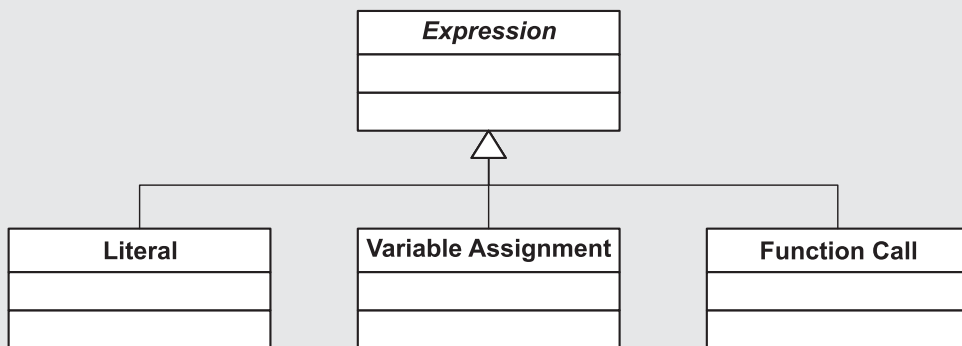 Expression
Literal
Variable Assignment
Function Call